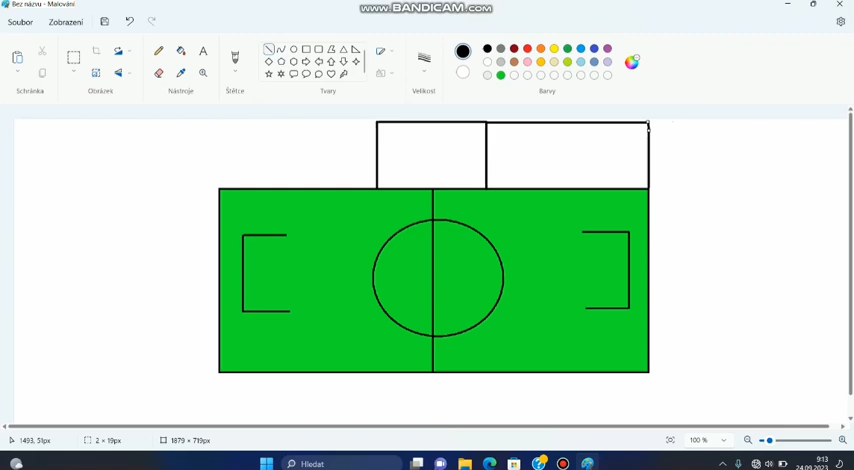 Bez názvu - Malování
www.BANDICAM.com
Soubor
Zobrazení
Schránka
Obrázek
Nástroje
Štětce
Tvary
Velikost
Barvy
1493, 51px
2 × 19px
1879 × 719px
100 %
Hledat
9:13
24.09.2023